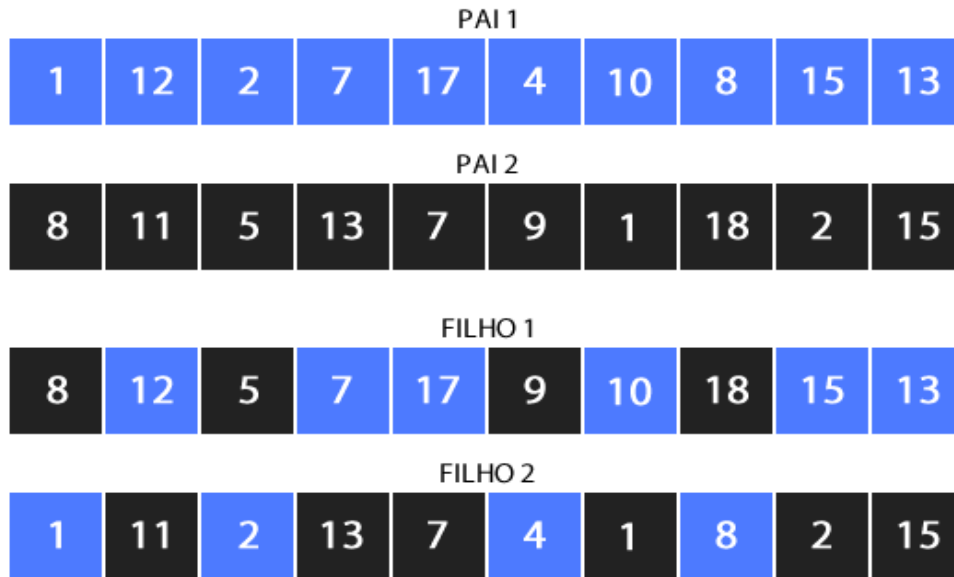 PAI 1
1 12 2 7 17 4 10 8 15 13
PAI 2
8 11 5 13 7 9 1 18 2 15
FILHO 1
8 12 5 7 17 9 10 18 15 13
FILHO 2
1 11 2 13 7 4 1 8 2 15